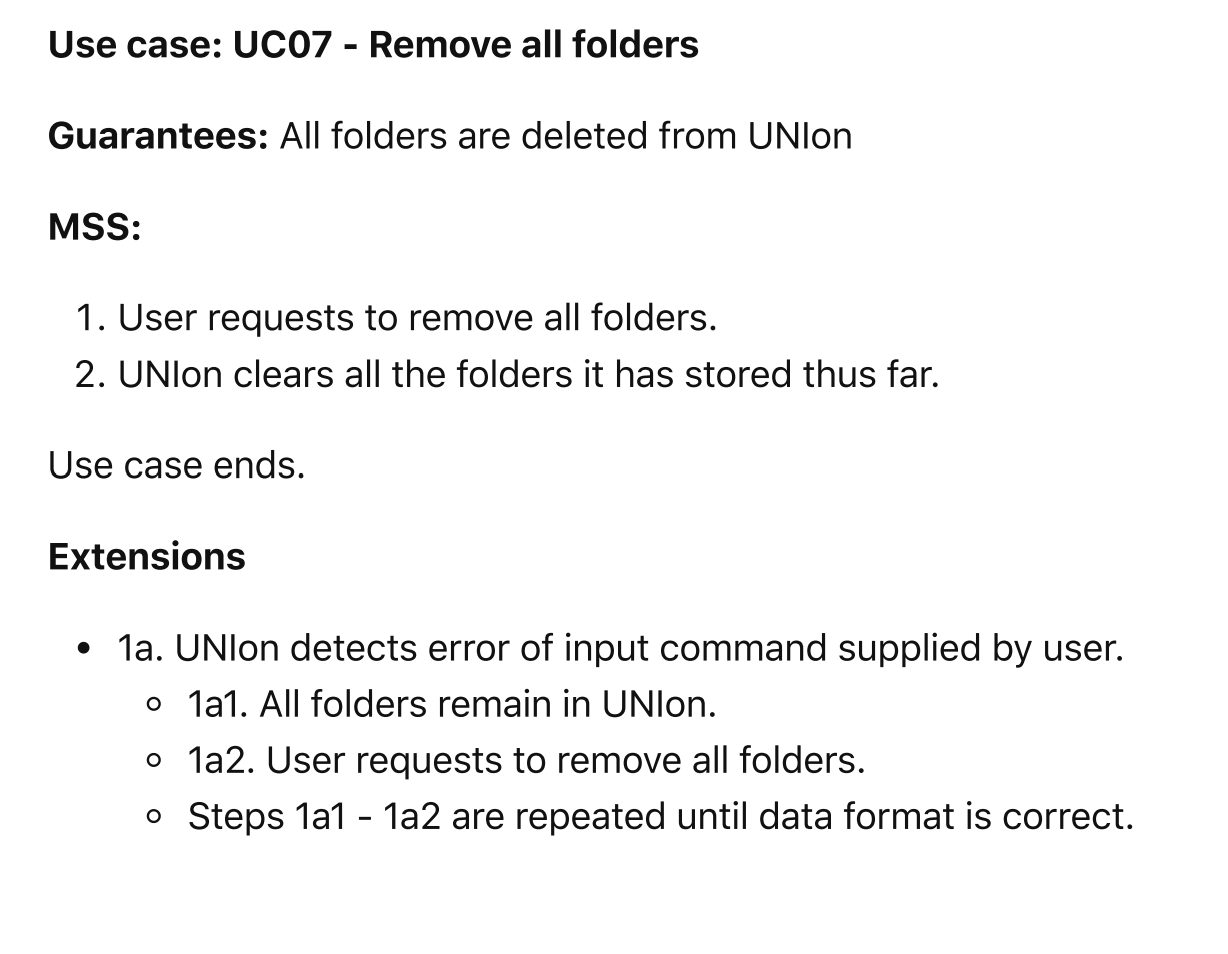 Use case: UC07 - Remove all folders
Guarantees: All folders are deleted from UNIon
MSS:
1. User requests to remove all folders.
2. UNIon clears all the folders it has stored thus far.
Use case ends.
Extensions
• 1a. UNIon detects error of input command supplied by user.
◦ 1a1. All folders remain in UNIon.
◦ 1a2. User requests to remove all folders.
◦ Steps 1a1 - 1a2 are repeated until data format is correct.